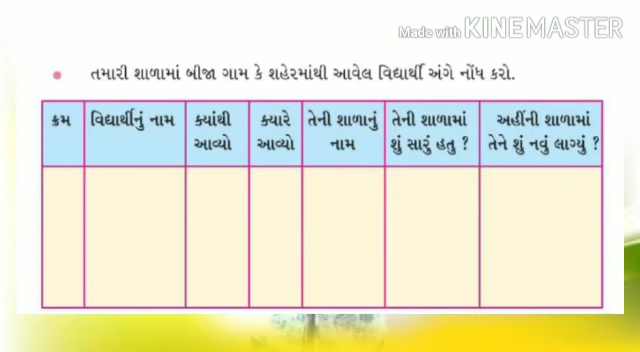 Made with KINEMASTER
તમારી શાળામાં બીજા ગામ કે શહેરમાંથી આવેલ વિદ્યાર્થી અંગે નોંધ કરો.
ક્રમ વિદ્યાર્થીનું નામ ક્યાંથી ક્યારે તેની શાળાનું તેની શાળામાં અહીંની શાળામાં
આવ્યો આવ્યો નામ શું સારું હતુ ? તેને શું નવું લાગ્યું ?